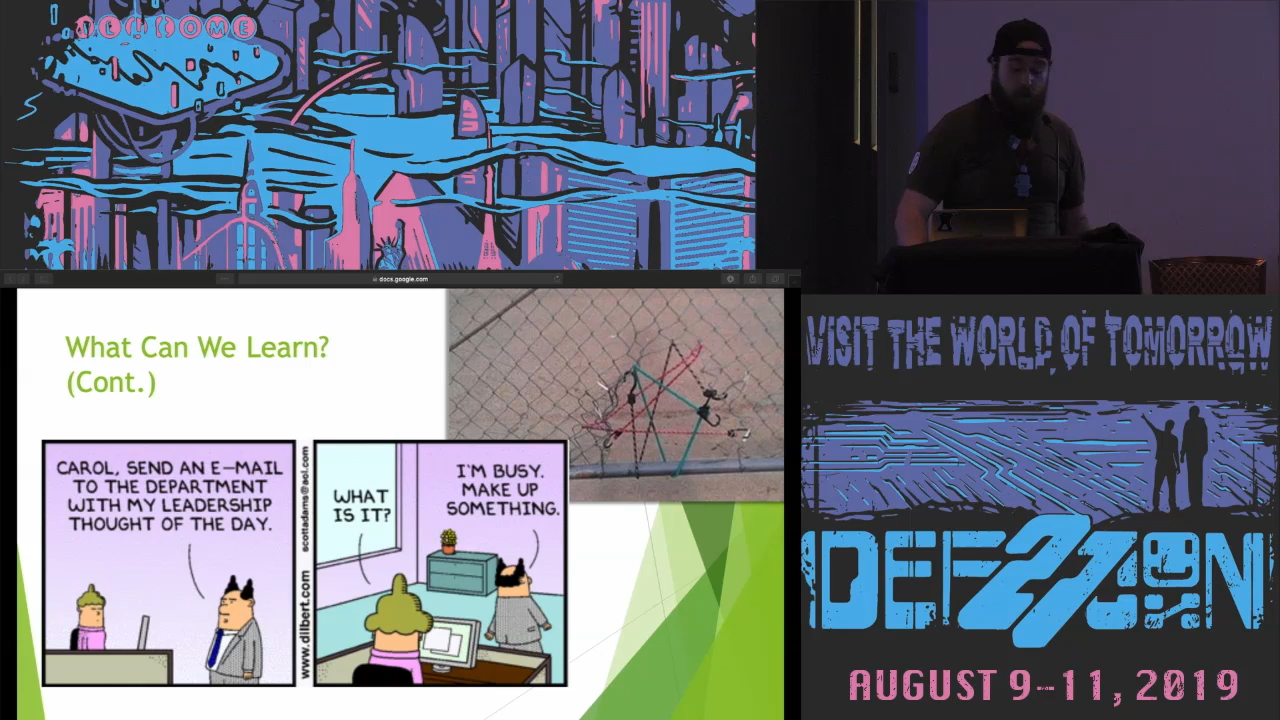 WELCOME
docs.google.com
What Can We Learn?
(Cont.)
CAROL, SEND AN E-MAIL
TO THE DEPARTMENT
WITH MY LEADERSHIP
THOUGHT OF THE DAY.
www.dilbert.com scottadams@aol.com
WHAT
IS IT?
I'M BUSY.
MAKE UP
SOMETHING.
VISIT THE WORLD OF TOMORROW
DEF27CON
AUGUST 9-11, 2019